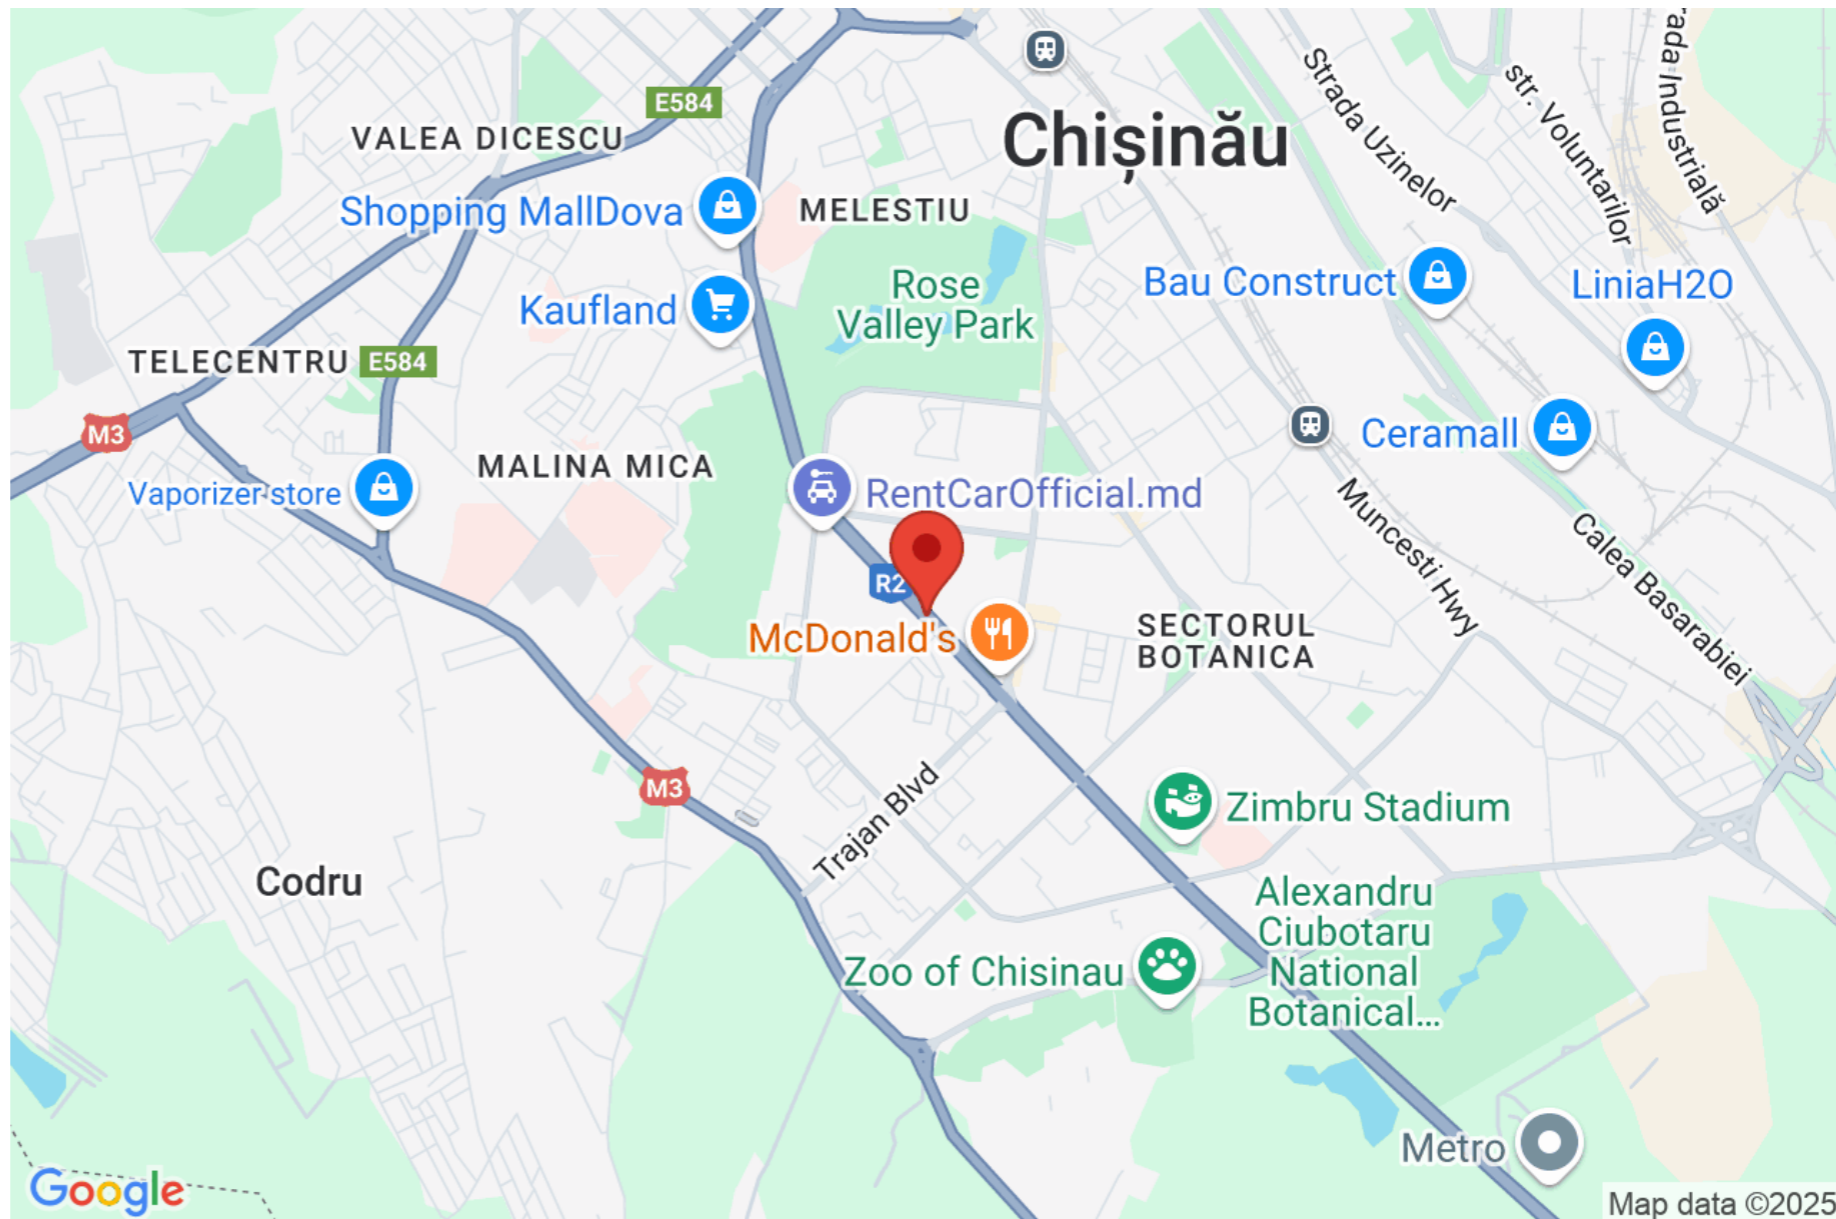 E584
VALEA DICESCU
Chișinău
Strada Uzinelor
str. Voluntarilor
rada Industrială
Shopping MallDova
MELESTIU
Rose
Valley Park
Bau Construct
LiniaH2O
Kaufland
TELECENTRU
E584
M3
Ceramall
MALINA MICA
Vaporizer store
RentCarOfficial.md
Muncesti Hwy
Calea Basarabiei
R2
McDonald's
SECTORUL
BOTANICA
M3
Trajan Blvd
Zimbru Stadium
Codru
Alexandru
Ciubotaru
National
Botanical...
Zoo of Chisinau
Metro
Google
Map data ©2025